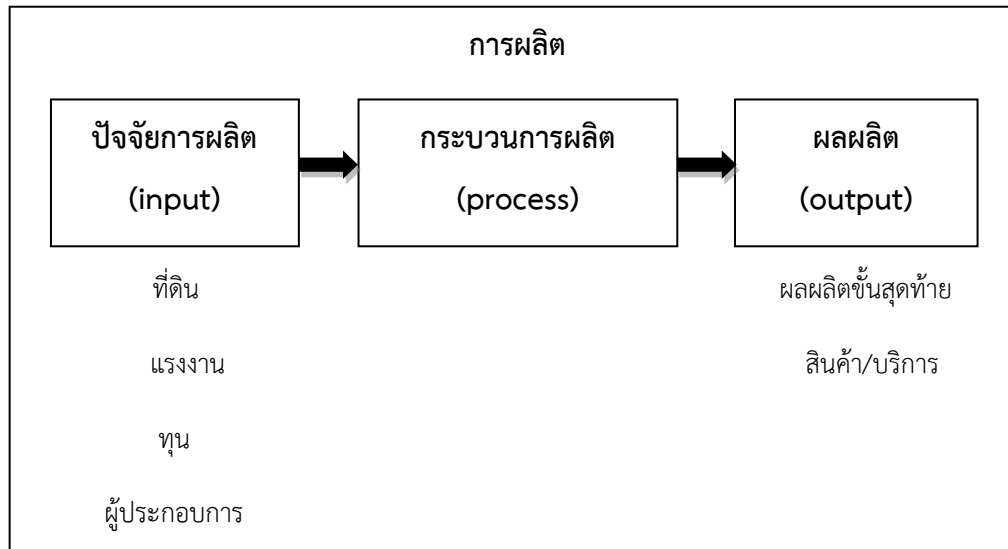 การผลิต
ปัจจัยการผลิต
(input)
กระบวนการผลิต
(process)
ผลผลิต
(output)
ที่ดิน
แรงงาน
ทุน
ผู้ประกอบการ
ผลผลิตขั้นสุดท้าย
สินค้า/บริการ